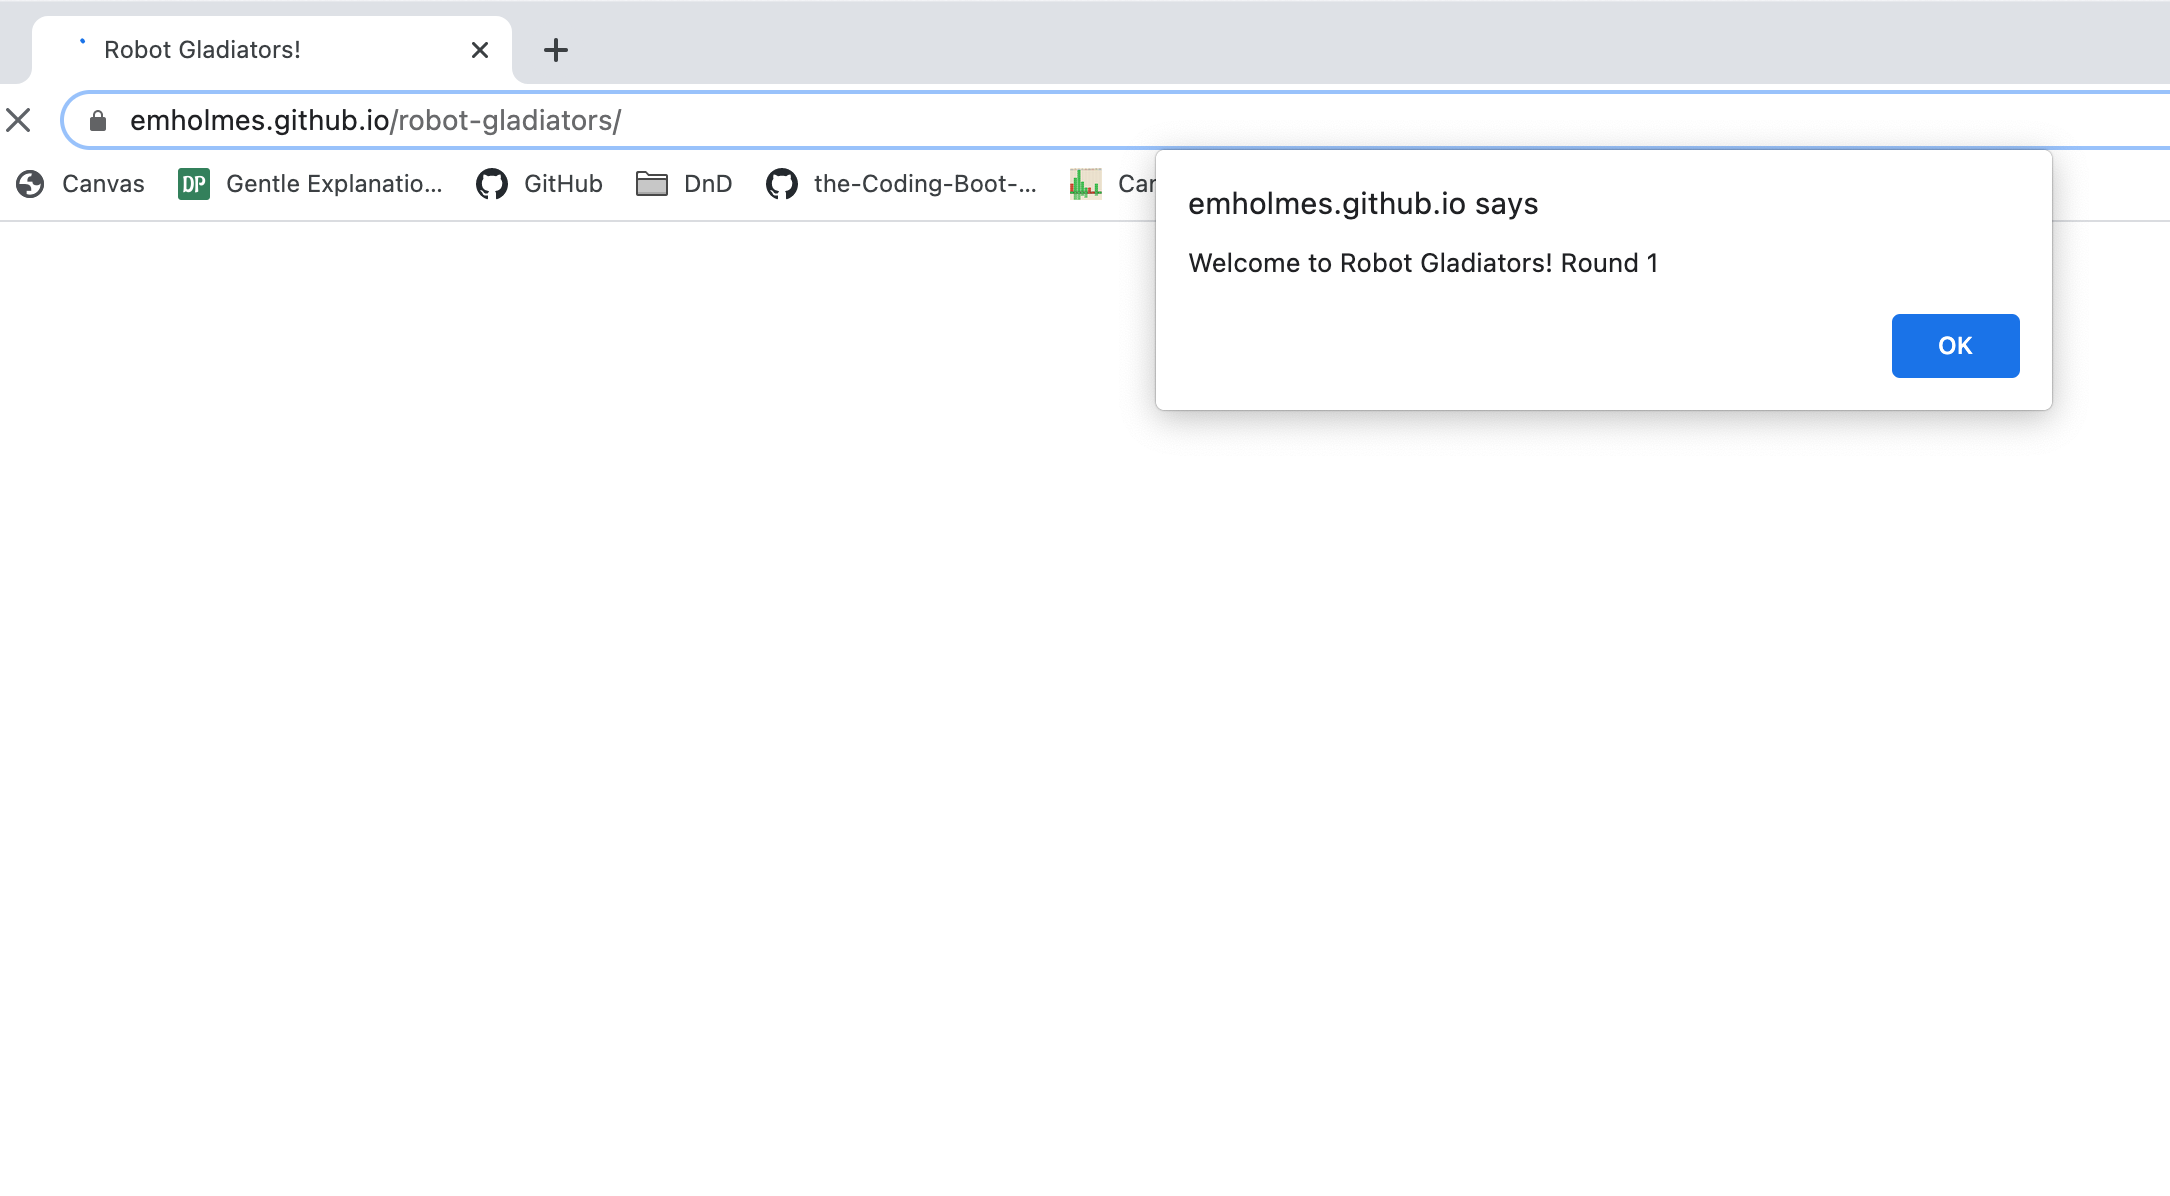 Robot Gladiators!
emholmes.github.io/robot-gladiators/
Canvas DP Gentle Explanatio... GitHub DnD the-Coding-Boot-... Car
emholmes.github.io says
Welcome to Robot Gladiators! Round 1
OK